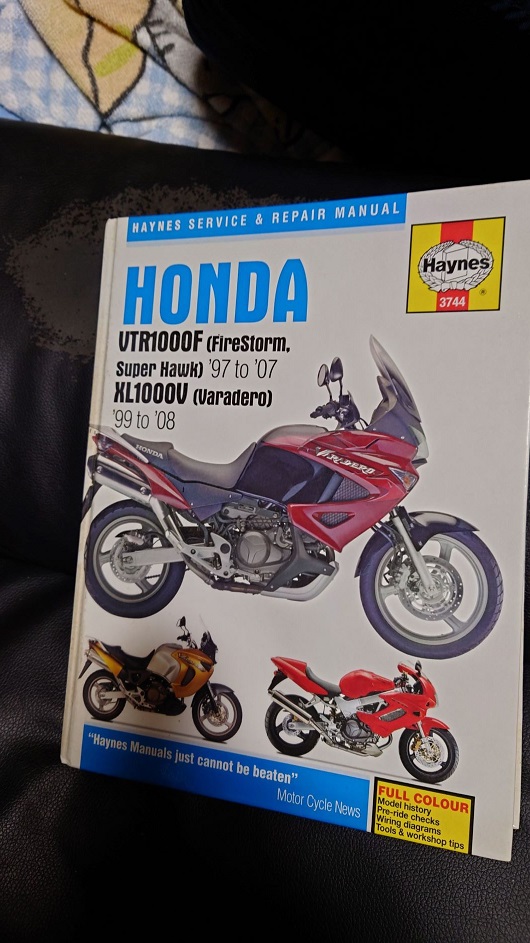 HAYNES SERVICE & REPAIR MANUAL
Haynes
®
3744
HONDA
VTR1000F (FireStorm,
Super Hawk) '97 to '07
XL1000V (Varadero)
'99 to '08
HONDA
VARADERO
"Haynes Manuals just cannot be beaten"
Motor Cycle News
FULL COLOUR
Model history
Pre-ride checks
Wiring diagrams
Tools & workshop tips